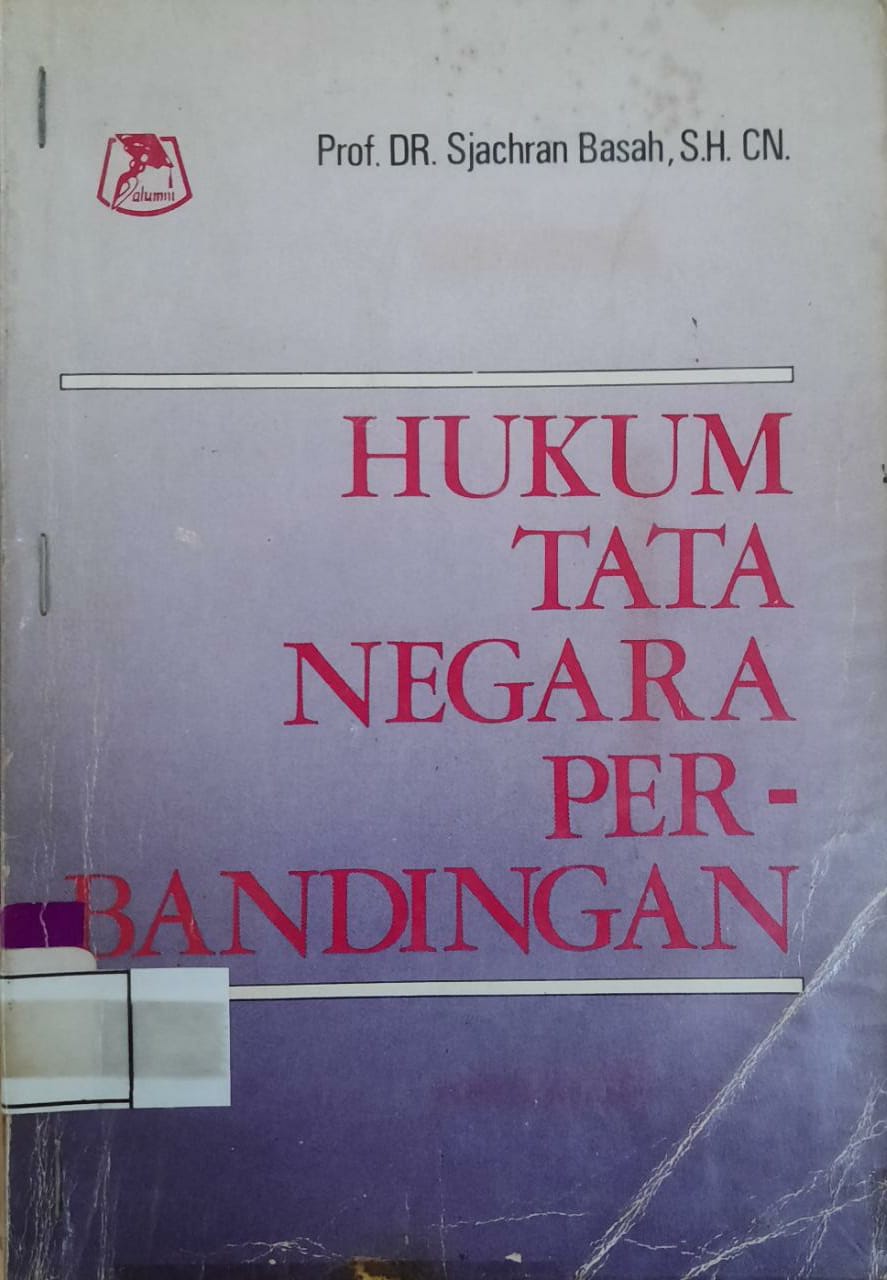 alumni
Prof. DR. Sjachran Basah, S.H. CN.
HUKUM
TATA
NEGARA
PER-
BANDINGAN